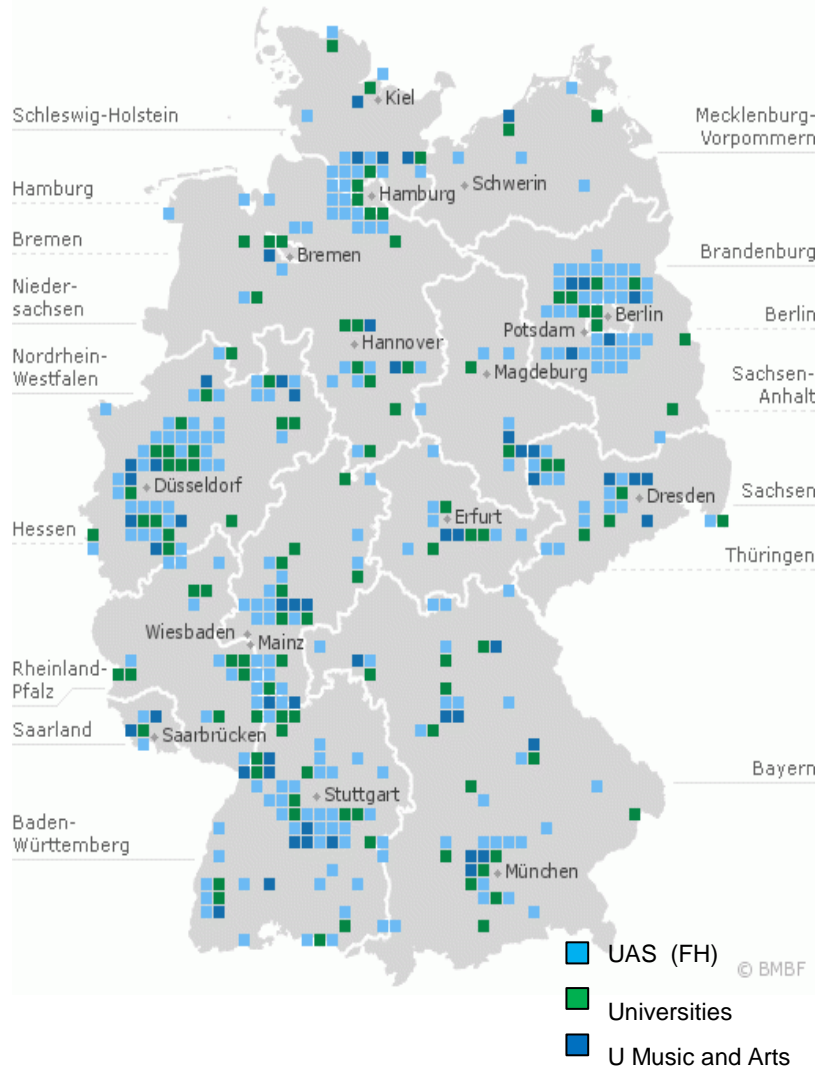 Kiel
Schleswig-Holstein
Mecklenburg-
Vorpommern
Schwerin
Hamburg
Hamburg
Bremen
Bremen
Brandenburg
Nieder-
sachsen
Berlin
Berlin
Potsdam
Hannover
Nordrhein-
Westfalen
Magdeburg
Sachsen-
Anhalt
Düsseldorf
Dresden
Sachsen
Erfurt
Hessen
Thüringen
Wiesbaden
Mainz
Rheinland-
Pfalz
Saarland
Saarbrücken
Bayern
Stuttgart
Baden-
Württemberg
München
UAS (FH)
© BMBF
Universities
U Music and Arts